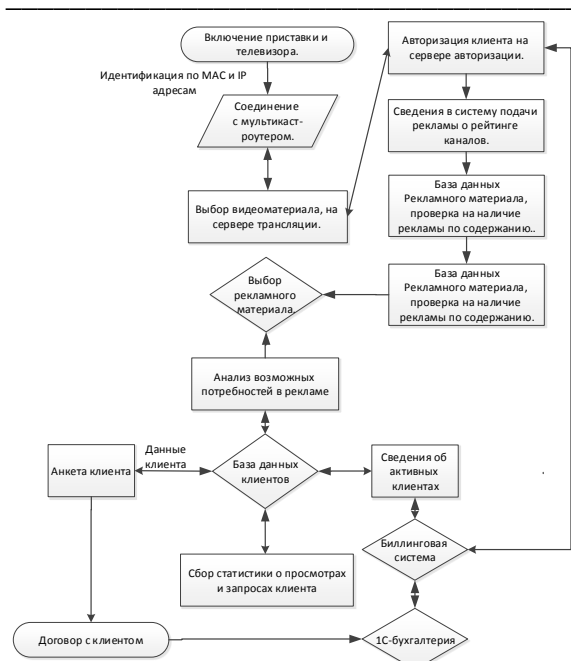 Включение приставки и
телевизора.
Идентификация по MAC и IP
адресам
Соединение
с мультикаст-
роутером.
Выбор видеоматериала, на
сервере трансляции.
Авторизация клиента на
сервере авторизации.
Сведения в систему подачи
рекламы о рейтинге
каналов.
База данных
Рекламного материала,
проверка на наличие
рекламы по содержанию..
База данных
Рекламного материала,
проверка на наличие
рекламы по содержанию.
Выбор
рекламного
материала.
Анализ возможных
потребностей в рекламе
Данные
клиента
Анкета клиента
База данных
клиентов
Сведения об
активных
клиентах
Биллинговая
система
Сбор статистики о просмотрах
и запросах клиента
Договор с клиентом
1С-бухгалтерия